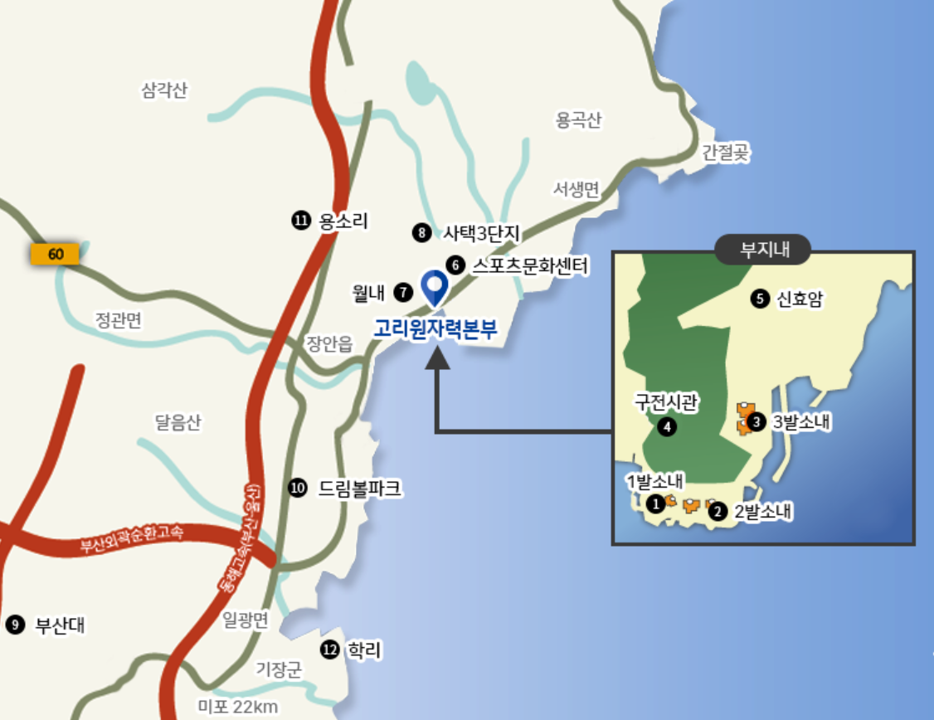 삼각산
용곡산
간절곶
서생면
11 용소리
8 사택3단지
60
6 스포츠문화센터
부지내
월내 7
5 신효암
정관면
고리원자력본부
장안읍
구전시관
4
3 3발소내
달음산
1발소내
10 드림볼파크
1
2 2발소내
부산외곽순환고속
동해고속(부산-울산)
9 부산대
일광면
12 학리
기장군
미포 22km